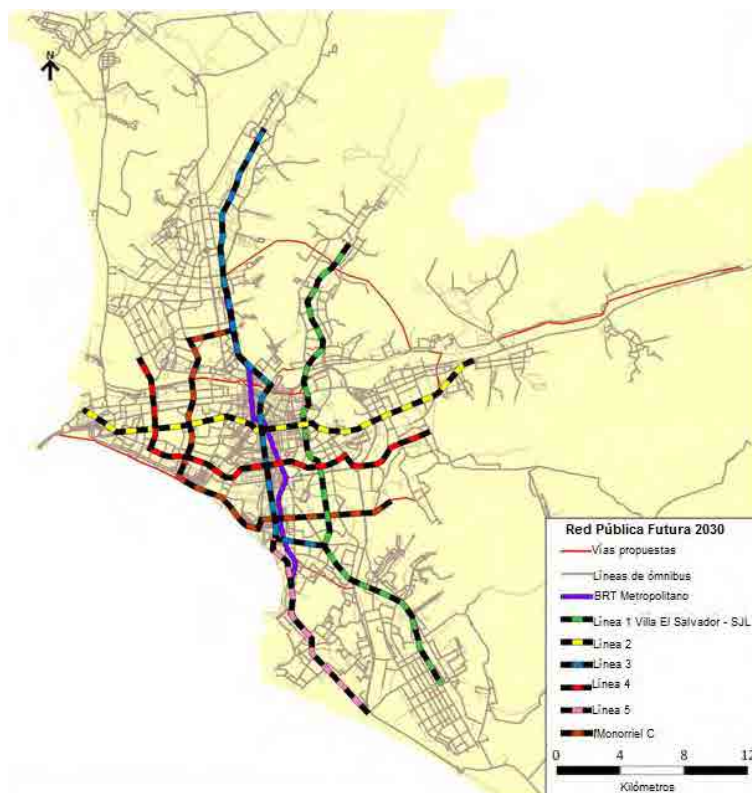 N
Red Pública Futura 2030
Vías propuestas
Líneas de ómnibus
BRT Metropolitano
Línea 1 Villa El Salvador - SJL
Línea 2
Línea 3
Línea 4
Línea 5
Monorriel C
0 4 8 12
Kilómetros